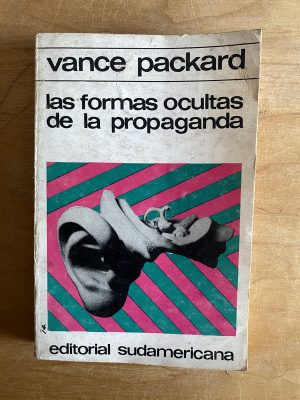 vance packard
las formas ocultas
de la propaganda
editorial sudamericana